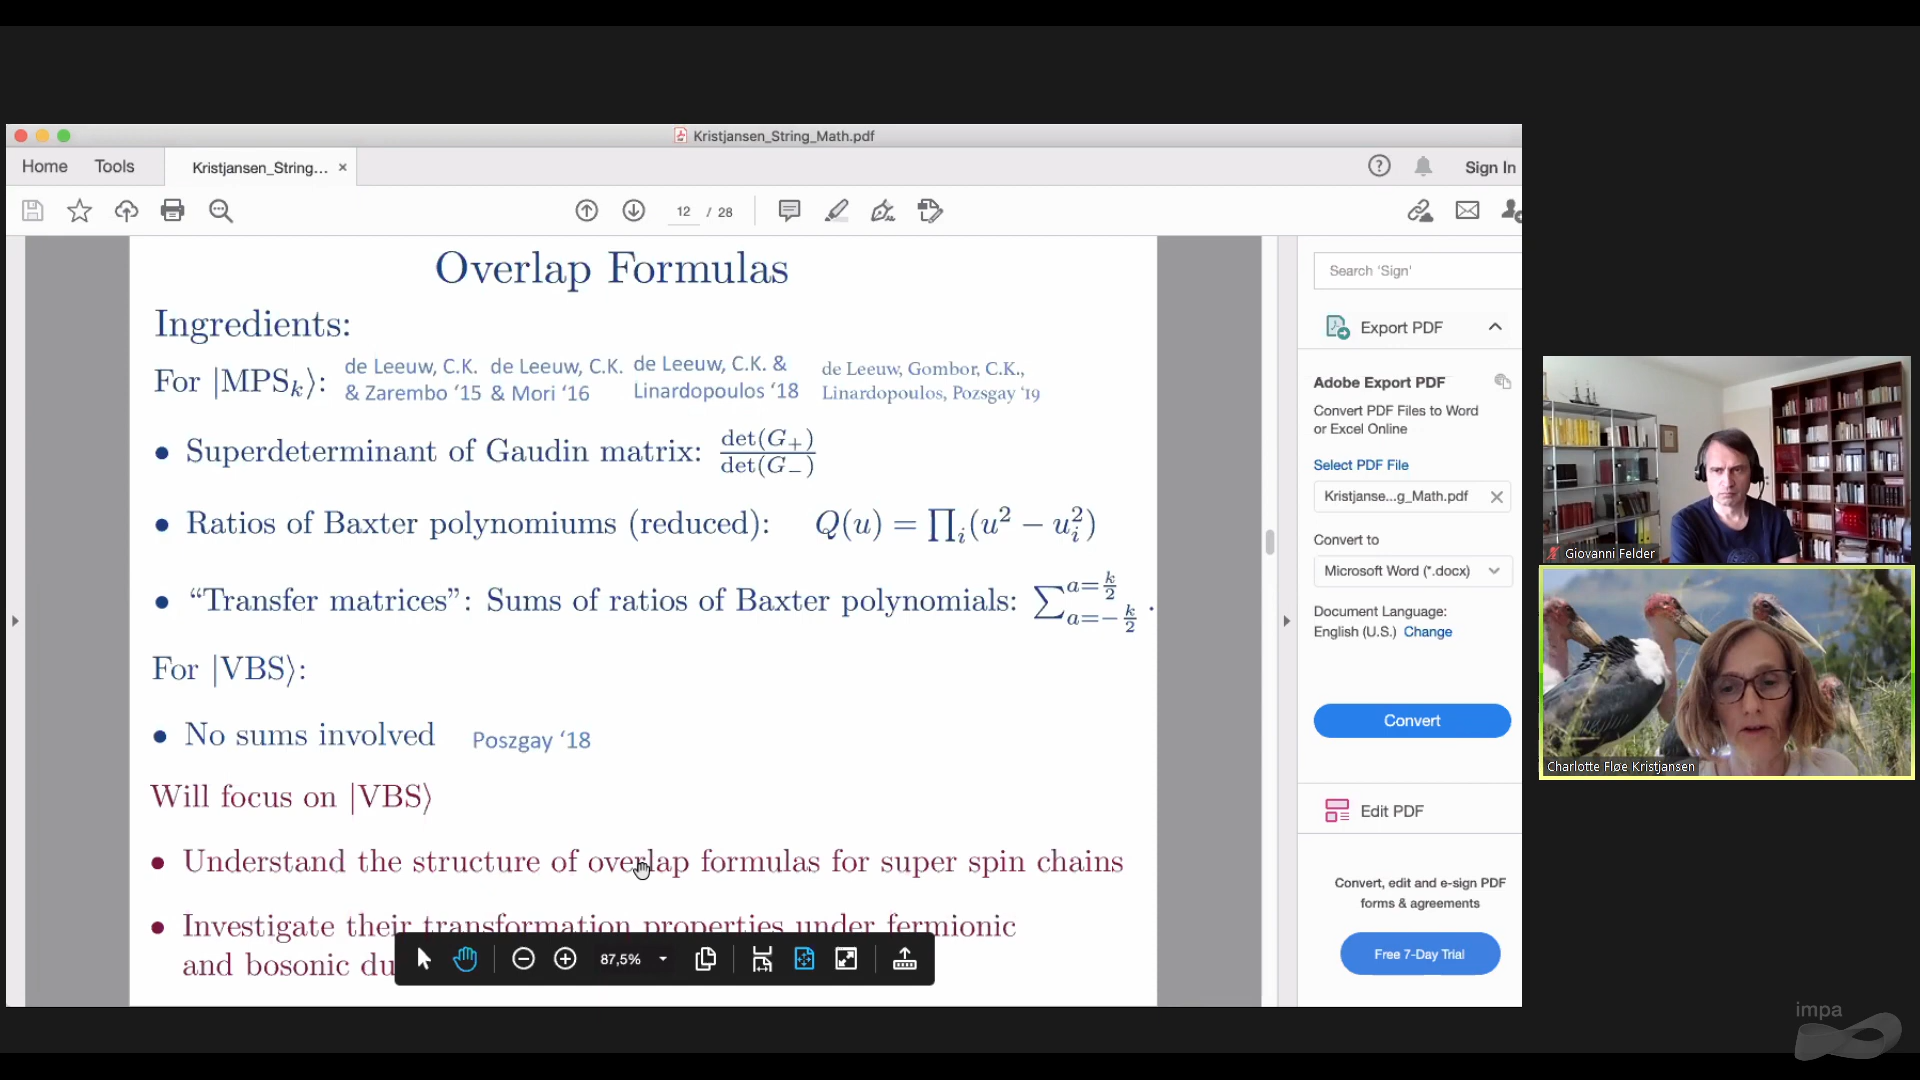 Kristjansen_String_Math.pdf
Home Tools Kristjansen_String... × Sign In
12 / 28
Overlap Formulas
Ingredients:
For |MPS_k⟩: de Leeuw, C.K. & Zarembo ‘15 de Leeuw, C.K. & Mori ‘16 de Leeuw, C.K. & Linardopoulos ‘18 de Leeuw, Gombor, C.K., Linardopoulos, Pozsgay ‘19
• Superdeterminant of Gaudin matrix: det(G_+)/det(G_−)
• Ratios of Baxter polynomiums (reduced): Q(u) = ∏_i(u² − u_i²)
• “Transfer matrices”: Sums of ratios of Baxter polynomials: ∑_{a=−k/2}^{a=k/2} .
For |VBS⟩:
• No sums involved Poszgay ‘18
Will focus on |VBS⟩
• Understand the structure of overlap formulas for super spin chains
• Investigate their transformation properties under fermionic
and bosonic du
87,5%
Search 'Sign'
Export PDF
Adobe Export PDF
Convert PDF Files to Word
or Excel Online
Select PDF File
Kristjanse...g_Math.pdf
Convert to
Microsoft Word (*.docx)
Document Language:
English (U.S.) Change
Convert
Edit PDF
Convert, edit and e-sign PDF
forms & agreements
Free 7-Day Trial
Giovanni Felder
Charlotte Fløe Kristjansen
impa